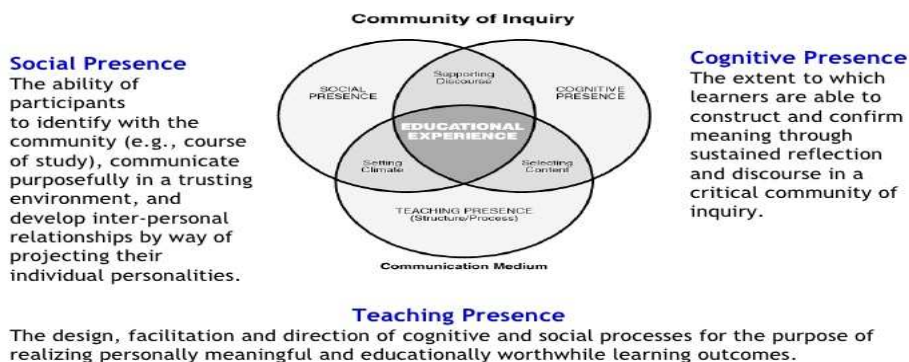 Community of Inquiry
Social Presence
The ability of
participants
to identify with the
community (e.g., course
of study), communicate
purposefully in a trusting
environment, and
develop inter-personal
relationships by way of
projecting their
individual personalities.
Supporting
Discourse
SOCIAL
PRESENCE
COGNITIVE
PRESENCE
EDUCATIONAL
EXPERIENCE
Setting
Climate
Selecting
Content
TEACHING PRESENCE
(Structure/Process)
Communication Medium
Cognitive Presence
The extent to which
learners are able to
construct and confirm
meaning through
sustained reflection
and discourse in a
critical community of
inquiry.
Teaching Presence
The design, facilitation and direction of cognitive and social processes for the purpose of
realizing personally meaningful and educationally worthwhile learning outcomes.